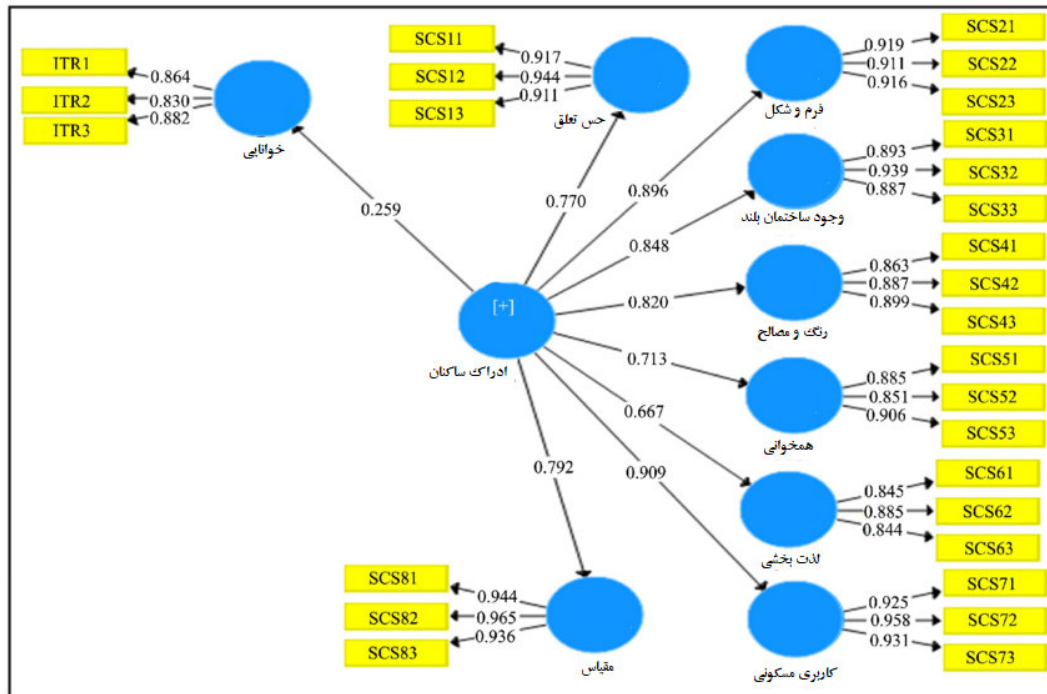 ITR1
ITR2
ITR3
0.864
0.830
0.882
خوانایی
0.259
SCS11
SCS12
SCS13
0.917
0.944
0.911
حس تعلق
0.770
SCS21
SCS22
SCS23
0.919
0.911
0.916
فرم و شکل
0.896
SCS31
SCS32
SCS33
0.893
0.939
0.887
وجود ساختمان بلند
0.848
SCS41
SCS42
SCS43
0.863
0.887
0.899
رنگ و مصالح
0.820
[+]
ادراک ساکنان
SCS51
SCS52
SCS53
0.885
0.851
0.906
همخوانی
0.713
SCS61
SCS62
SCS63
0.845
0.885
0.844
لذت بخشی
0.667
SCS71
SCS72
SCS73
0.925
0.958
0.931
کاربری مسکونی
0.909
SCS81
SCS82
SCS83
0.944
0.965
0.936
مقیاس
0.792